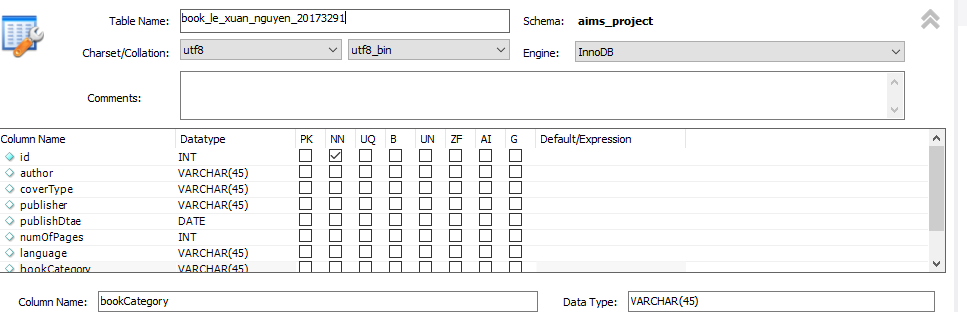 Table Name: book_le_xuan_nguyen_20173291 Schema: aims_project
Charset/Collation: utf8 utf8_bin Engine: InnoDB
Comments:
Column Name Datatype PK NN UQ B UN ZF AI G Default/Expression
id INT
author VARCHAR(45)
coverType VARCHAR(45)
publisher VARCHAR(45)
publishDtae DATE
numOfPages INT
language VARCHAR(45)
bookCategory VARCHAR(45)
Column Name: bookCategory Data Type: VARCHAR(45)